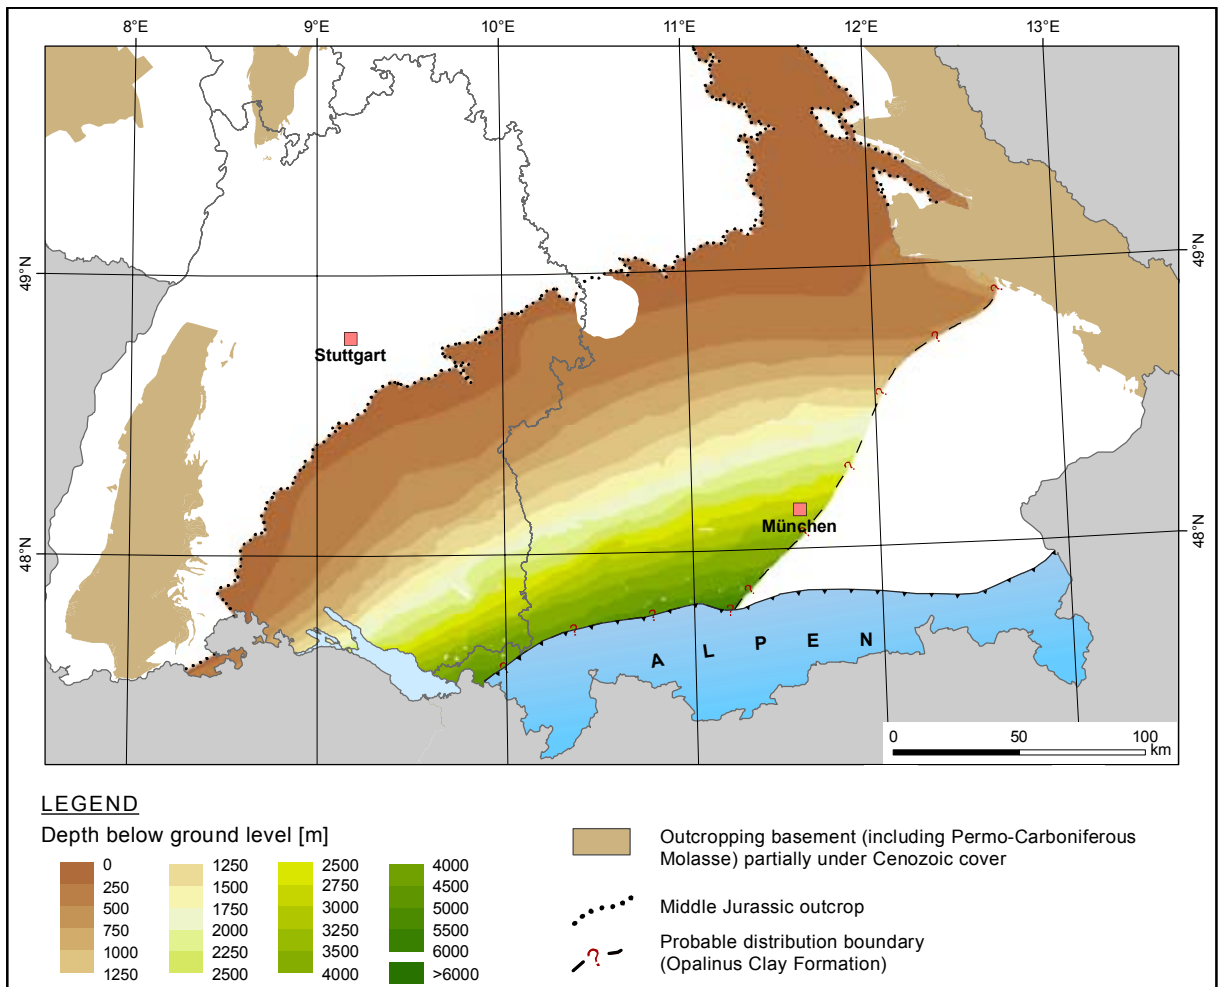 8°E 9°E 10°E 11°E 12°E 13°E
49°N 49°N
Stuttgart
München
48°N 48°N
A L P E N
0 50 100
km
LEGEND
Depth below ground level [m]
0
250
500
750
1000
1250
1250
1500
1750
2000
2250
2500
2500
2750
3000
3250
3500
4000
4000
4500
5000
5500
6000
>6000
Outcropping basement (including Permo-Carboniferous
Molasse) partially under Cenozoic cover
Middle Jurassic outcrop
?
Probable distribution boundary
(Opalinus Clay Formation)